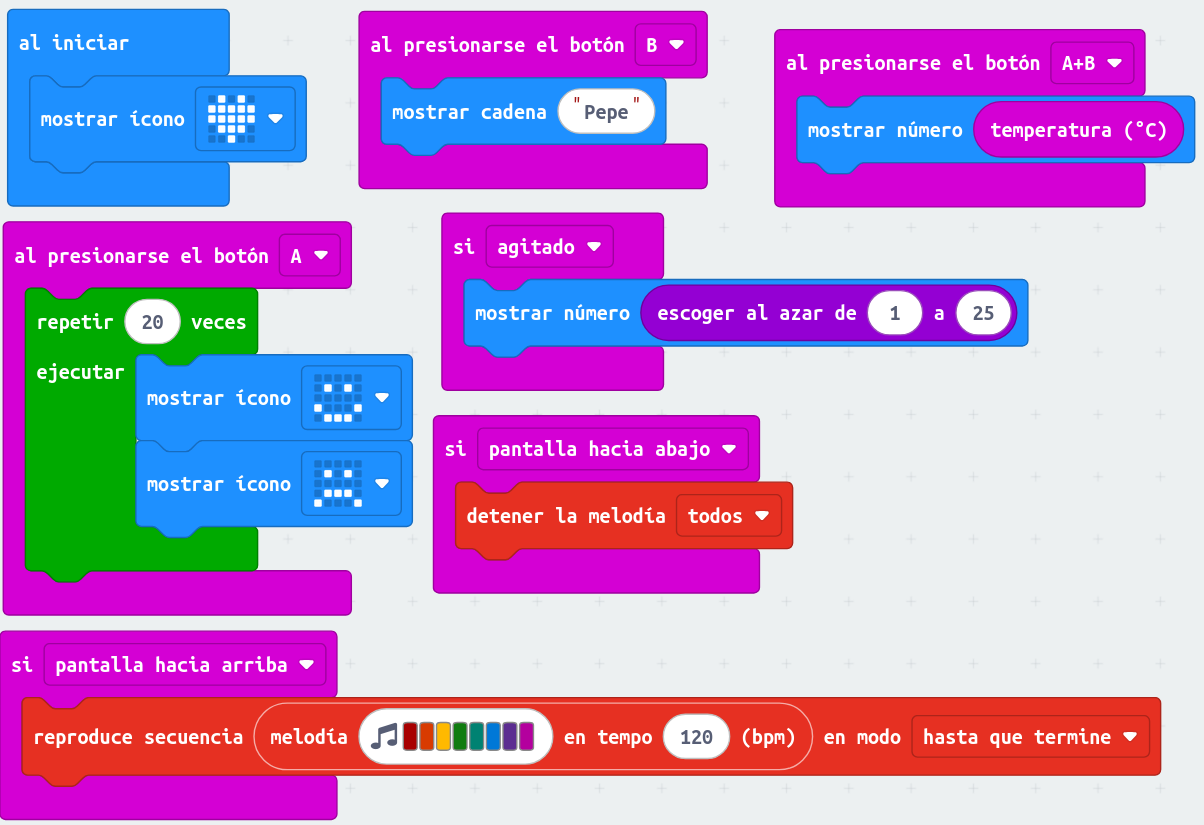 al iniciar
mostrar ícono
al presionarse el botón B
mostrar cadena "Pepe"
al presionarse el botón A+B
mostrar número temperatura (°C)
al presionarse el botón A
repetir 20 veces
ejecutar
mostrar ícono
mostrar ícono
si agitado
mostrar número escoger al azar de 1 a 25
si pantalla hacia abajo
detener la melodía todos
si pantalla hacia arriba
reproduce secuencia melodía en tempo 120 (bpm) en modo hasta que termine